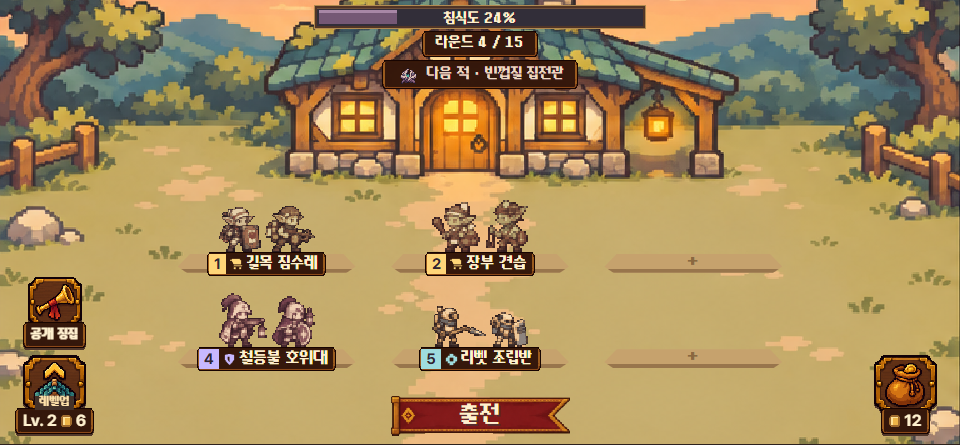 침식도 24%
라운드 4 / 15
다음 적 · 빈껍질 집전관
1 길목 짐수레
2 장부 견습
+
4 철등불 호위대
5 리벳 조립반
+
공개 징집
레벨업
Lv. 2 6
출전
12